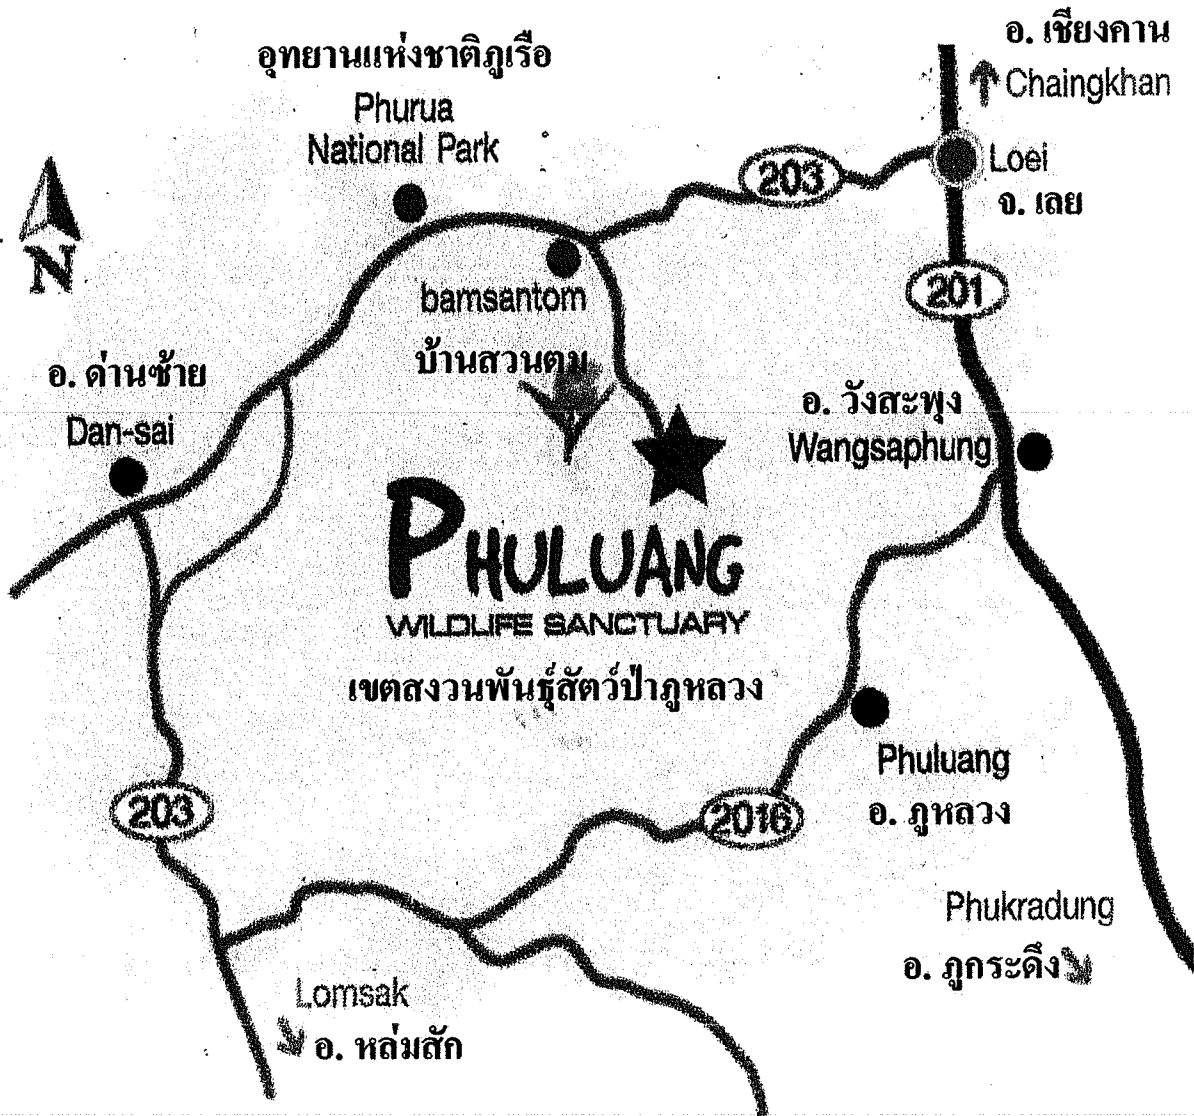 อ. เชียงคาน
Chaingkhan
อุทยานแห่งชาติภูเรือ
Phurua
National Park
203
Loei
จ. เลย
N
201
bamsantom
บ้านสวนตม
อ. ด่านซ้าย
Dan-sai
อ. วังสะพุง
Wangsaphung
PHULUANG
WILDLIFE SANCTUARY
เขตสงวนพันธุ์สัตว์ป่าภูหลวง
Phuluang
อ. ภูหลวง
203
2016
Phukradung
อ. ภูกระดึง
Lomsak
อ. หล่มสัก